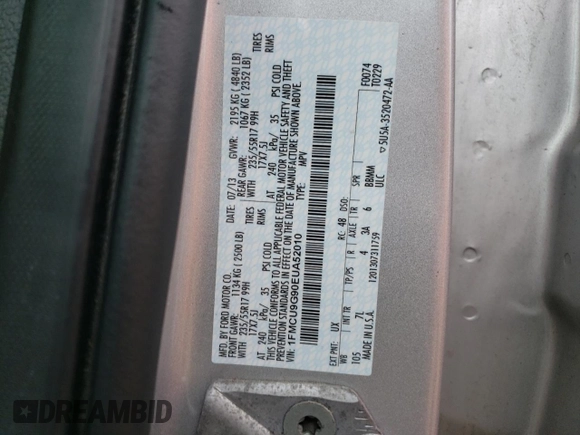 MFD. BY FORD MOTOR CO.
DATE: 07/13 GVWR: 2195 KG ( 4840 LB)
FRONT GAWR: 1134 KG ( 2500 LB) REAR GAWR: 1067 KG ( 2352 LB)
WITH 235/55R17 99H TIRES WITH 235/55R17 99H TIRES
17X7.5J RIMS 17X7.5J RIMS
AT 240 kPa/ 35 PSI COLD AT 240 kPa/ 35 PSI COLD
THIS VEHICLE CONFORMS TO ALL APPLICABLE FEDERAL MOTOR VEHICLE SAFETY AND THEFT
PREVENTION STANDARDS IN EFFECT ON THE DATE OF MANUFACTURE SHOWN ABOVE.
VIN: 1FMCU9G90EUA52010 TYPE: MPV
F0074
T0229
EXT PNT: UX RC: 48 DSO:
WB INT TR TP/PS R AXLE TR SPR
105 7L 4 3A 6 BBMM
MADE IN U.S.A. ULC
1201307311759
▽5U5A-3520472-AA
DREAMBID